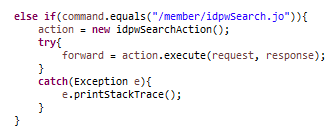 else if(command.equals("/member/idpwSearch.jo")){
    action = new idpwSearchAction();
    try{
        forward = action.execute(request, response);
    }
    catch(Exception e){
        e.printStackTrace();
    }
}